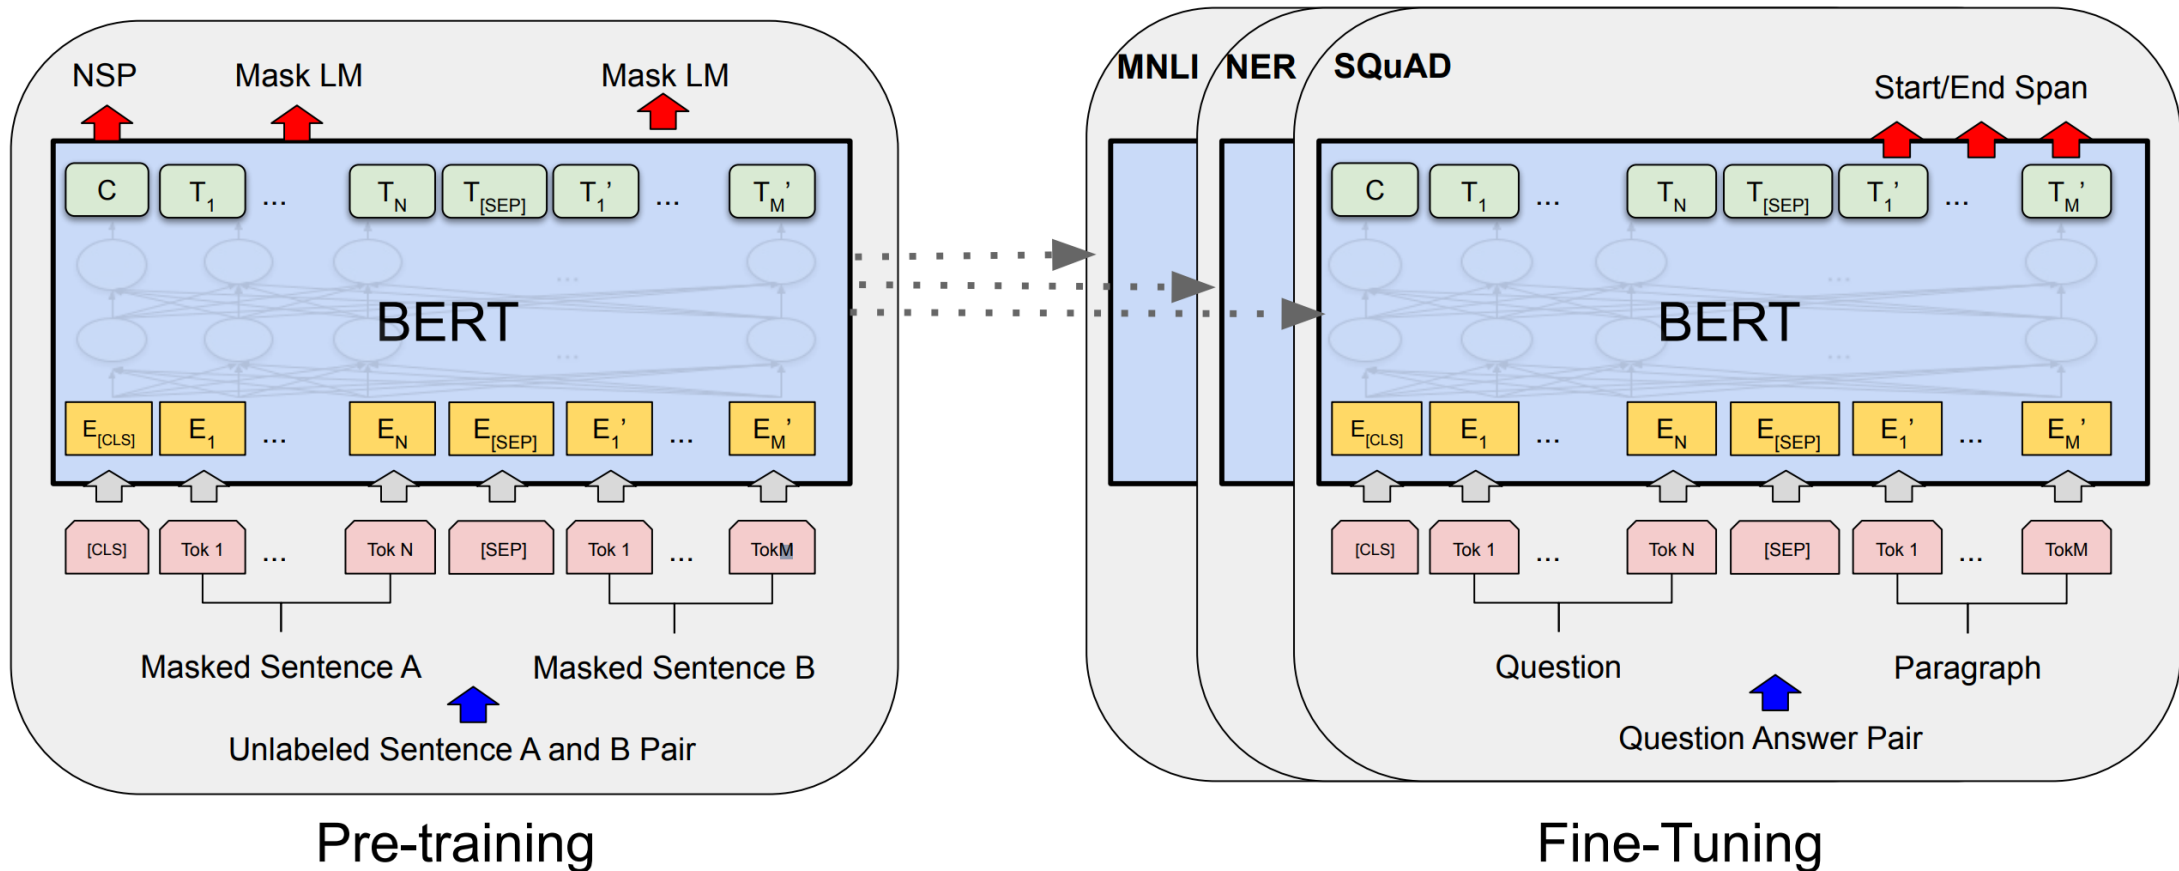 NSP Mask LM Mask LM
C T1 ... TN T[SEP] T1’ ... TM’
...
BERT
...
E[CLS] E1 ... EN E[SEP] E1’ ... EM’
[CLS] Tok 1 ... Tok N [SEP] Tok 1 ... TokM
Masked Sentence A Masked Sentence B
Unlabeled Sentence A and B Pair
Pre-training
MNLI NER SQuAD
Start/End Span
C T1 ... TN T[SEP] T1’ ... TM’
...
BERT
...
E[CLS] E1 ... EN E[SEP] E1’ ... EM’
[CLS] Tok 1 ... Tok N [SEP] Tok 1 ... TokM
Question Paragraph
Question Answer Pair
Fine-Tuning